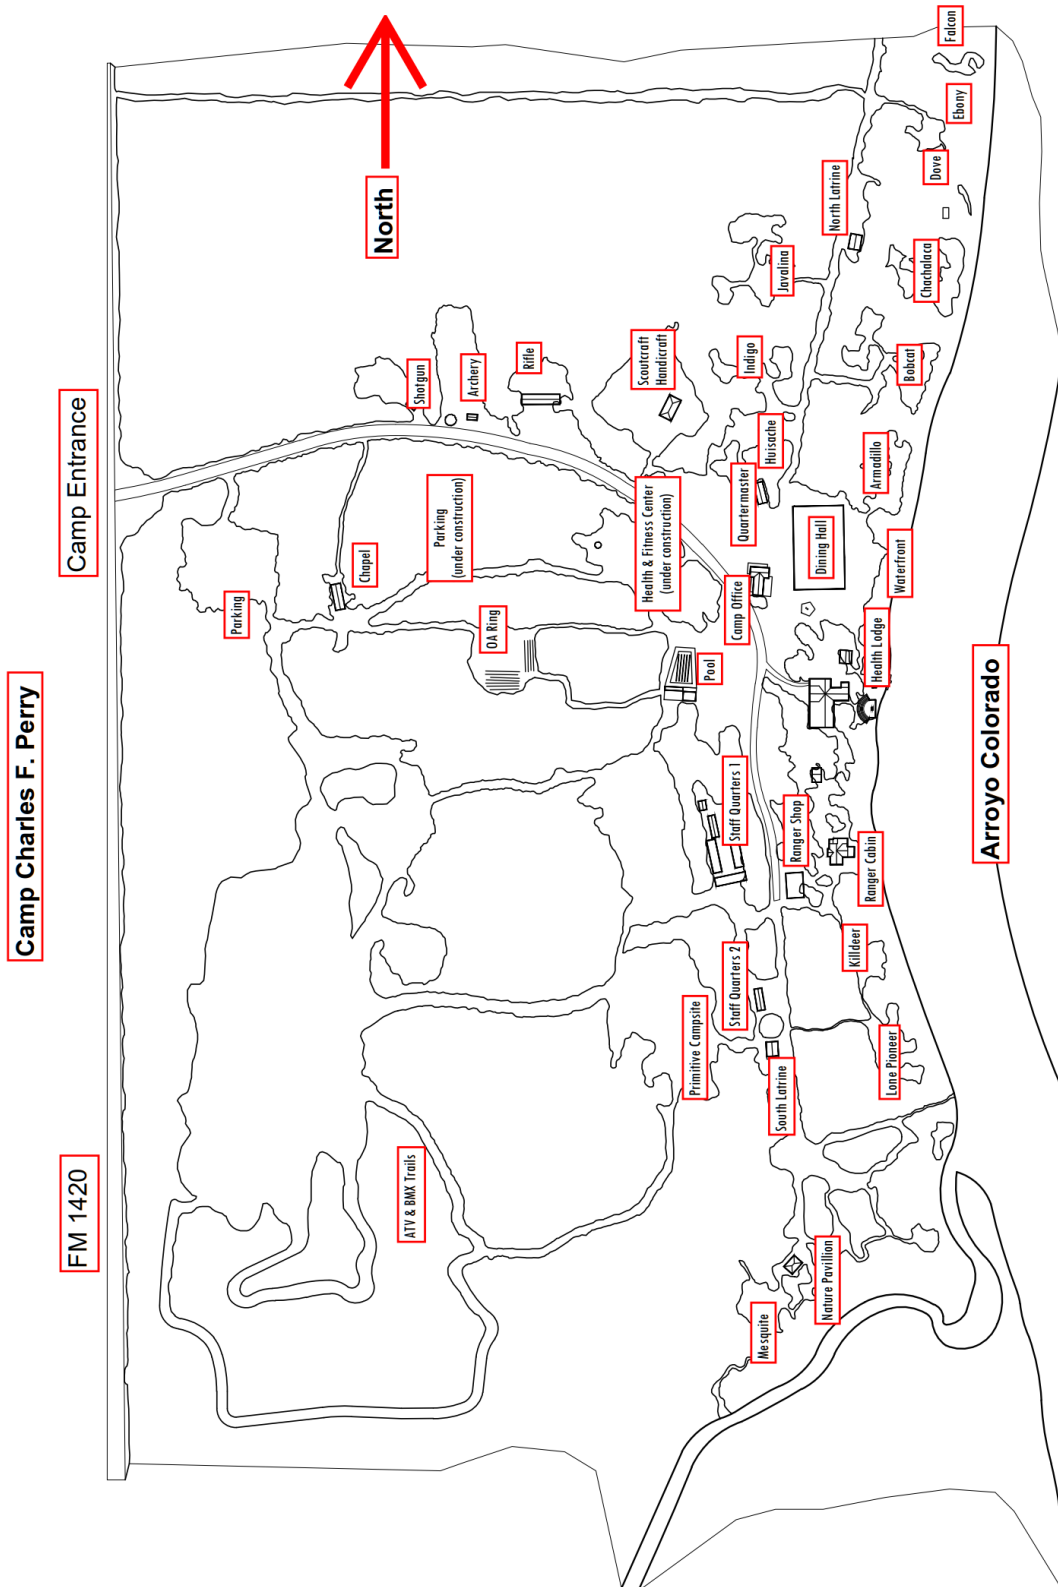 Camp Charles F. Perry
FM 1420
Camp Entrance
North
Parking
Chapel
Shotgun
Archery
Rifle
Parking
(under construction)
OA Ring
ATV & BMX Trails
Scoutcraft
Handicraft
Health & Fitness Center
(under construction)
Pool
Javalina
Indigo
Huisache
Quartermaster
Camp Office
Staff Quarters 1
Staff Quarters 2
Primitive Campsite
South Latrine
Mesquite
Nature Pavillion
North Latrine
Dining Hall
Ranger Shop
Falcon
Ebony
Dove
Chachalaca
Bobcat
Armadillo
Waterfront
Health Lodge
Ranger Cabin
Killdeer
Lone Pioneer
Arroyo Colorado